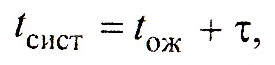 t_сист = t_ож + τ,